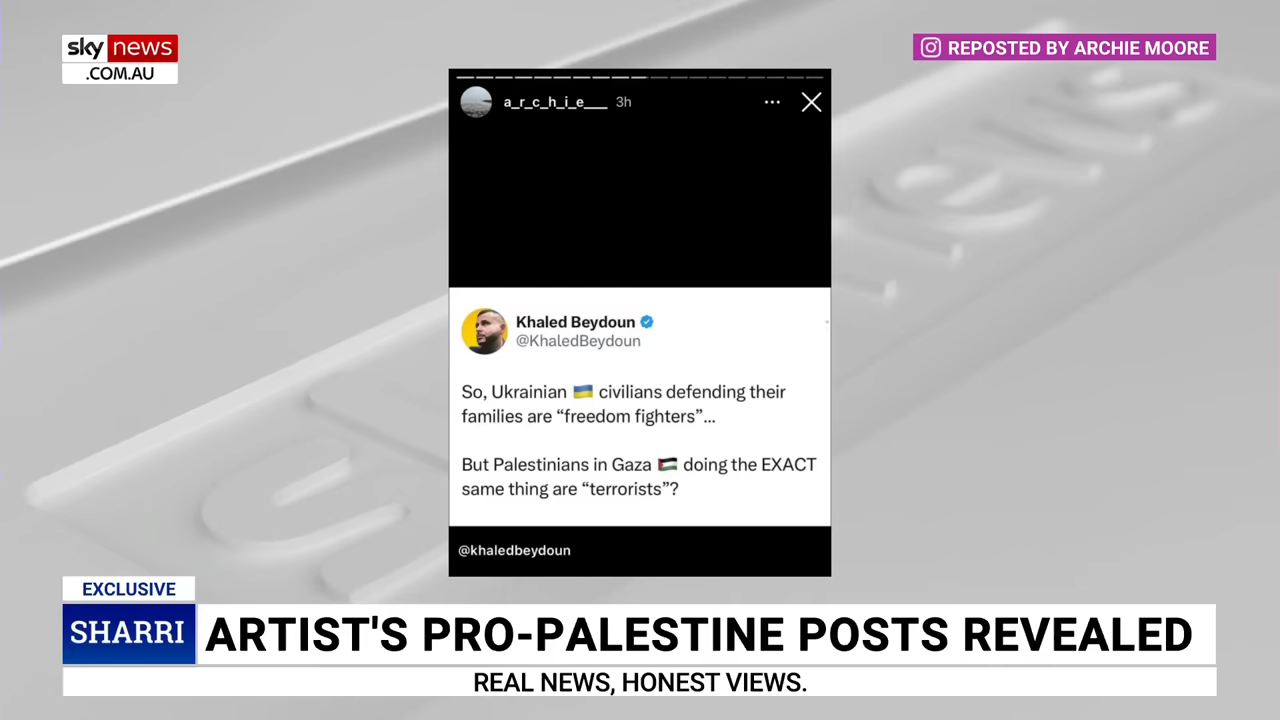 sky news
.COM.AU
REPOSTED BY ARCHIE MOORE
a_r_c_h_i_e___ 3h
Khaled Beydoun
@KhaledBeydoun
So, Ukrainian 🇺🇦 civilians defending their
families are “freedom fighters”...
But Palestinians in Gaza 🇵🇸 doing the EXACT
same thing are “terrorists”?
@khaledbeydoun
EXCLUSIVE
SHARRI
ARTIST'S PRO-PALESTINE POSTS REVEALED
REAL NEWS, HONEST VIEWS.